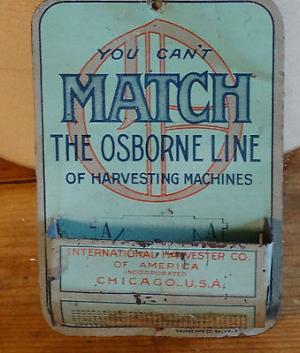 YOU CAN'T
MATCH
THE OSBORNE LINE
OF HARVESTING MACHINES
INTERNATIONAL HARVESTER CO.
OF AMERICA
INCORPORATED
CHICAGO. U.S.A.